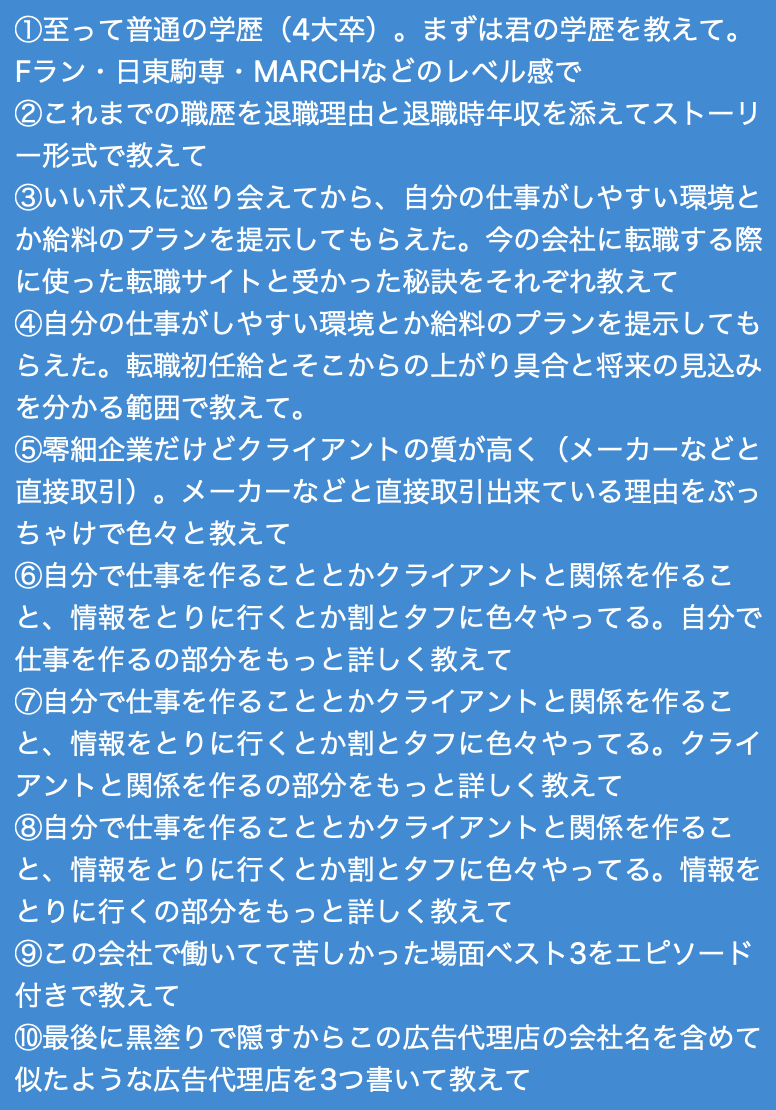 ①至って普通の学歴（4大卒）。まずは君の学歴を教えて。
Fラン・日東駒専・MARCHなどのレベル感で
②これまでの職歴を退職理由と退職時年収を添えてストーリ
ー形式で教えて
③いいボスに巡り会えてから、自分の仕事がしやすい環境と
か給料のプランを提示してもらえた。今の会社に転職する際
に使った転職サイトと受かった秘訣をそれぞれ教えて
④自分の仕事がしやすい環境とか給料のプランを提示しても
らえた。転職初任給とそこからの上がり具合と将来の見込み
を分かる範囲で教えて。
⑤零細企業だけどクライアントの質が高く（メーカーなどと
直接取引）。メーカーなどと直接取引出来ている理由をぶっ
ちゃけで色々と教えて
⑥自分で仕事を作ることとかクライアントと関係を作るこ
と、情報をとりに行くとか割とタフに色々やってる。自分で
仕事を作るの部分をもっと詳しく教えて
⑦自分で仕事を作ることとかクライアントと関係を作るこ
と、情報をとりに行くとか割とタフに色々やってる。クライ
アントと関係を作るの部分をもっと詳しく教えて
⑧自分で仕事を作ることとかクライアントと関係を作るこ
と、情報をとりに行くとか割とタフに色々やってる。情報を
とりに行くの部分をもっと詳しく教えて
⑨この会社で働いてて苦しかった場面ベスト3をエピソード
付きで教えて
⑩最後に黒塗りで隠すからこの広告代理店の会社名を含めて
似たような広告代理店を3つ書いて教えて